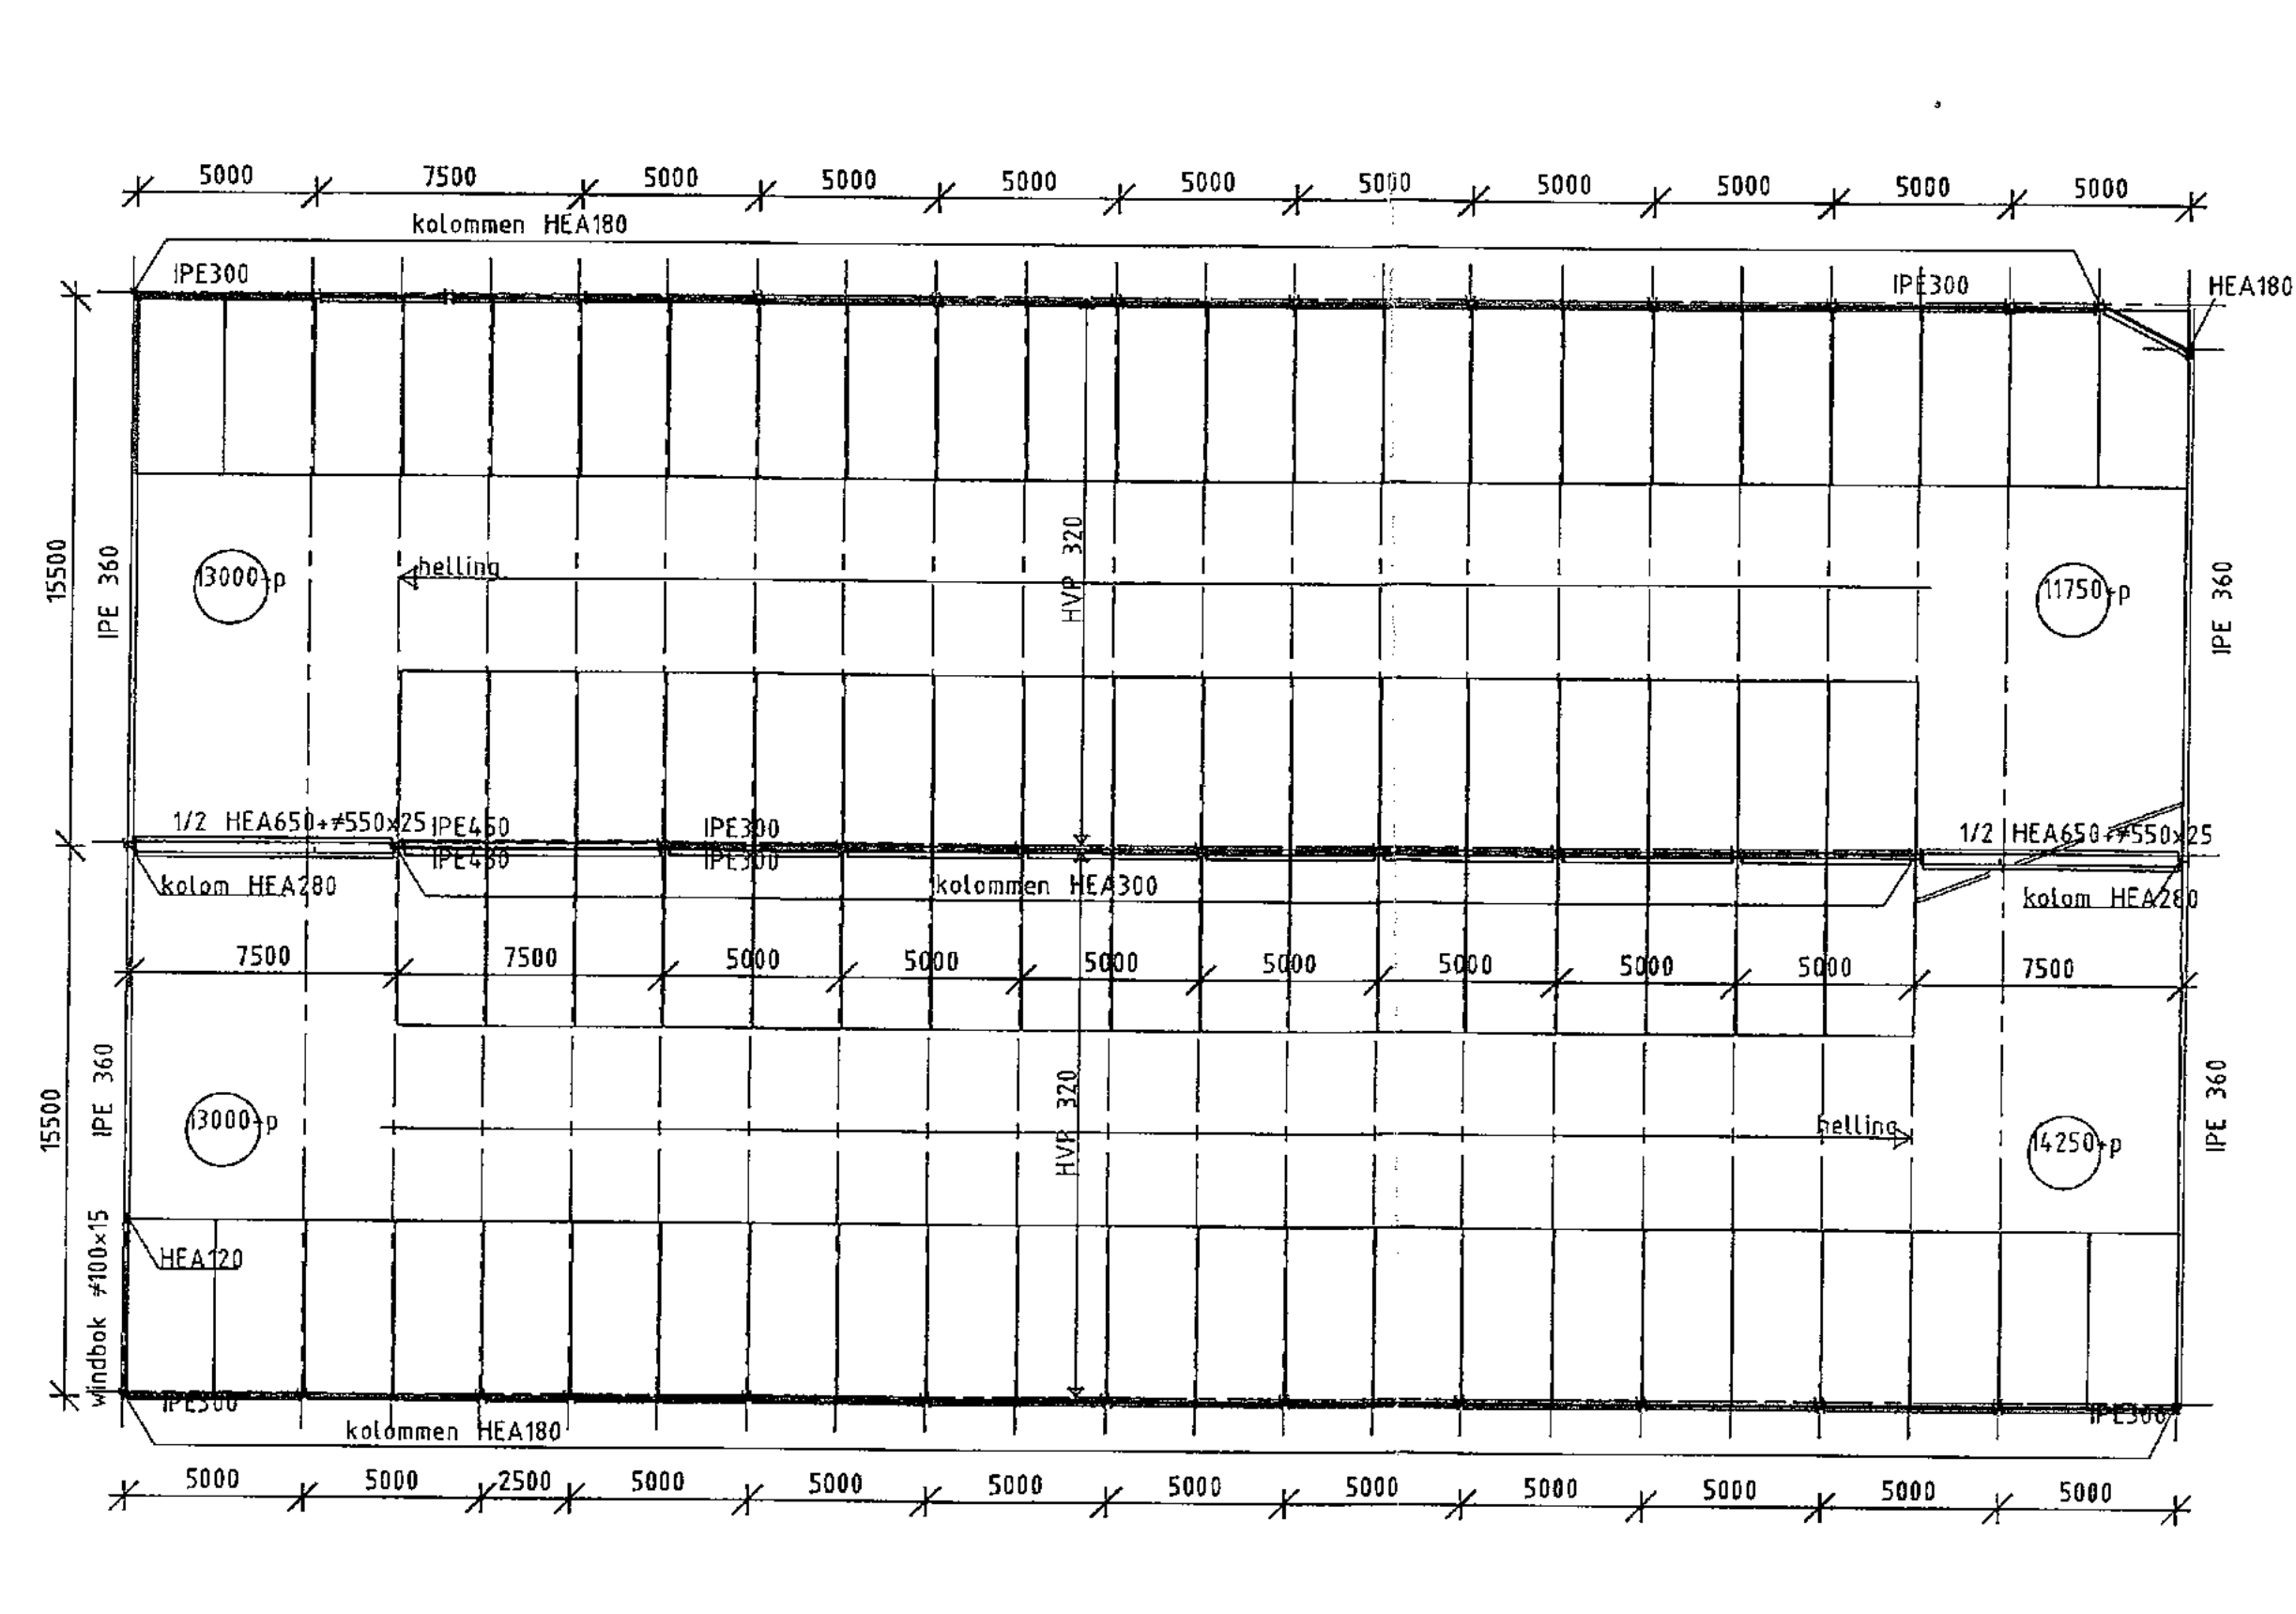 5000 7500 5000 5000 5000 5000 5000 5000 5000 5000 5000
kolommen HEA180
IPE300
IPE300
HEA180
15500
IPE 360
13000+p
helling
HVP 320
11750+p
IPE 360
1/2 HEA650+≠550x25
IPE450
IPE300
1/2 HEA650+≠550x25
IPE300
kolom HEA280
kolommen HEA300
kolom HEA280
7500 7500 5000 5000 5000 5000 5000 5000 5000 7500
15500
IPE 360
13000+p
HVP 320
helling
14250+p
IPE 360
windbok ≠100x15
HEA120
IPE300
IPE300
kolommen HEA180
5000 5000 2500 5000 5000 5000 5000 5000 5000 5000 5000 5000